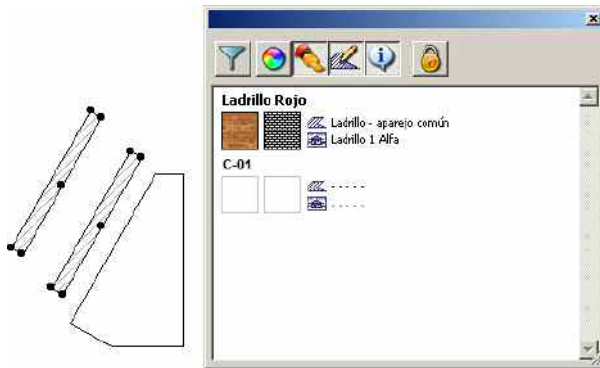 Ladrillo Rojo
Ladrillo - aparejo común
Ladrillo 1 Alfa
C-01
- - - - -
- - - - -